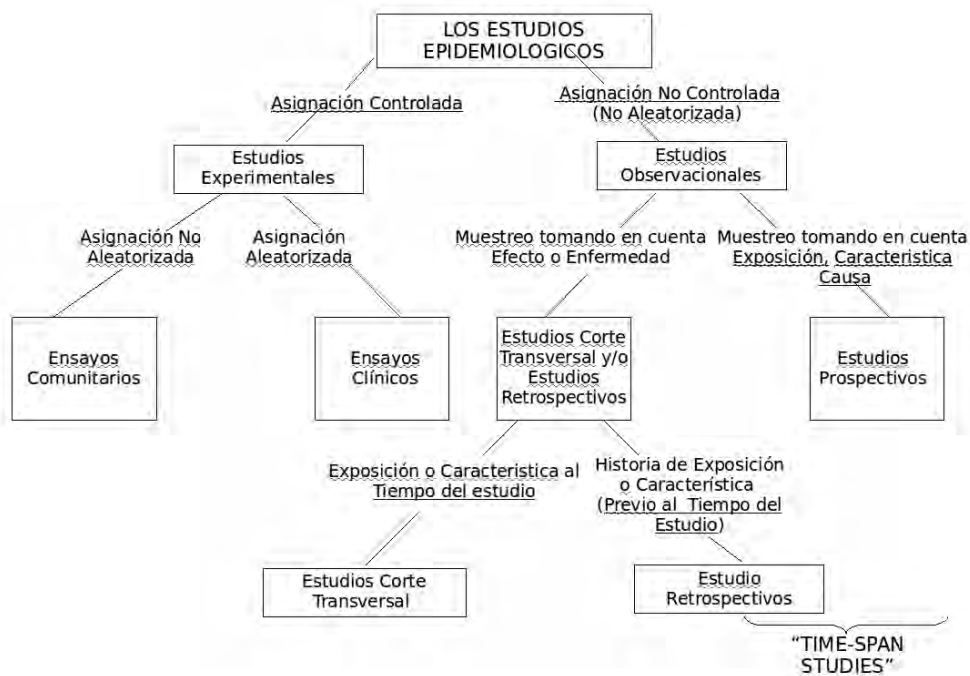 LOS ESTUDIOS
EPIDEMIOLOGICOS
Asignación Controlada
Asignación No Controlada
(No Aleatorizada)
Estudios
Experimentales
Estudios
Observacionales
Asignación No
Aleatorizada
Asignación
Aleatorizada
Muestreo tomando en cuenta
Efecto o Enfermedad
Muestreo tomando en cuenta
Exposición, Caracteristica
Causa
Ensayos
Comunitarios
Ensayos
Clínicos
Estudios Corte
Transversal y/o
Estudios
Retrospectivos
Estudios
Prospectivos
Exposición o Caracteristica al
Tiempo del estudio
Historia de Exposición
o Característica
(Previo al Tiempo del
Estudio)
Estudios Corte
Transversal
Estudio
Retrospectivos
“TIME-SPAN
STUDIES”